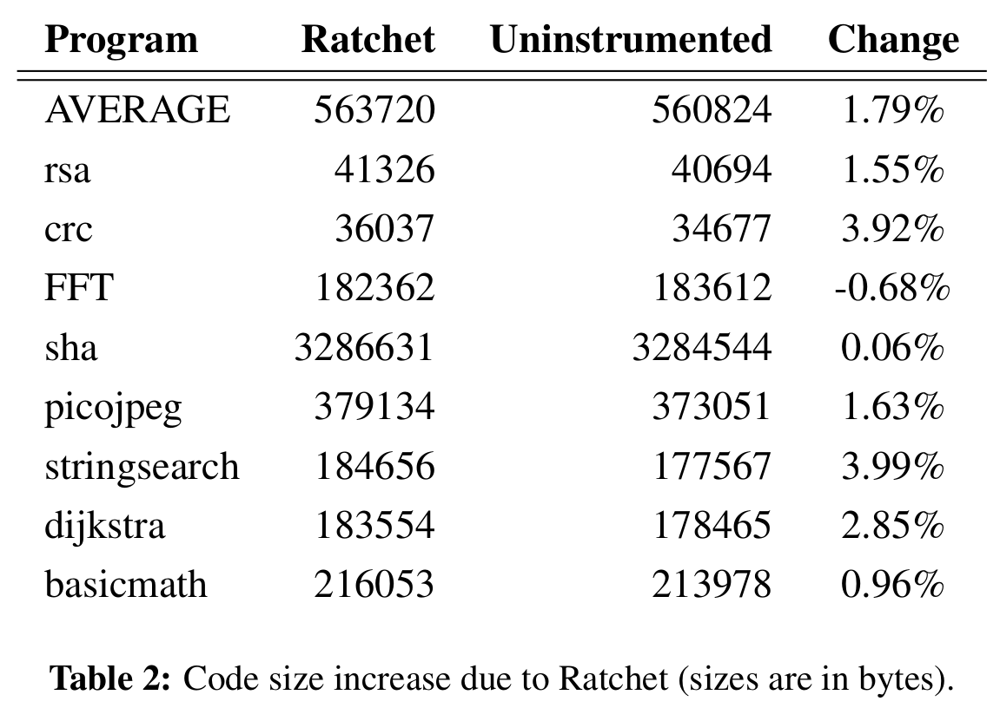 Program Ratchet Uninstrumented Change
AVERAGE 563720 560824 1.79%
rsa 41326 40694 1.55%
crc 36037 34677 3.92%
FFT 182362 183612 -0.68%
sha 3286631 3284544 0.06%
picojpeg 379134 373051 1.63%
stringsearch 184656 177567 3.99%
dijkstra 183554 178465 2.85%
basicmath 216053 213978 0.96%
Table 2: Code size increase due to Ratchet (sizes are in bytes).